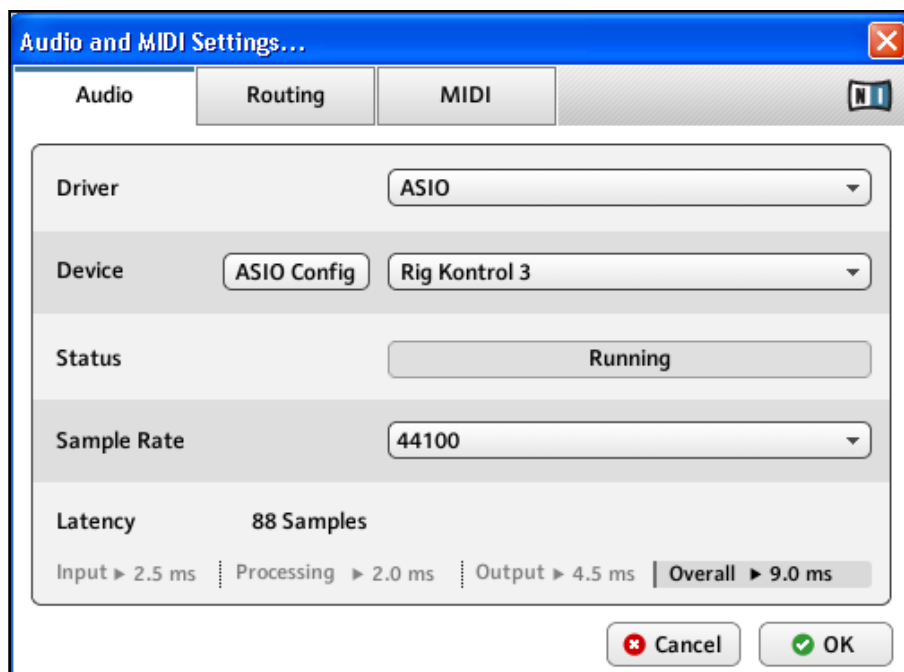 Audio and MIDI Settings...
Audio Routing MIDI NI
Driver ASIO
Device ASIO Config Rig Kontrol 3
Status Running
Sample Rate 44100
Latency 88 Samples
Input ▸ 2.5 ms Processing ▸ 2.0 ms Output ▸ 4.5 ms Overall ▸ 9.0 ms
Cancel OK